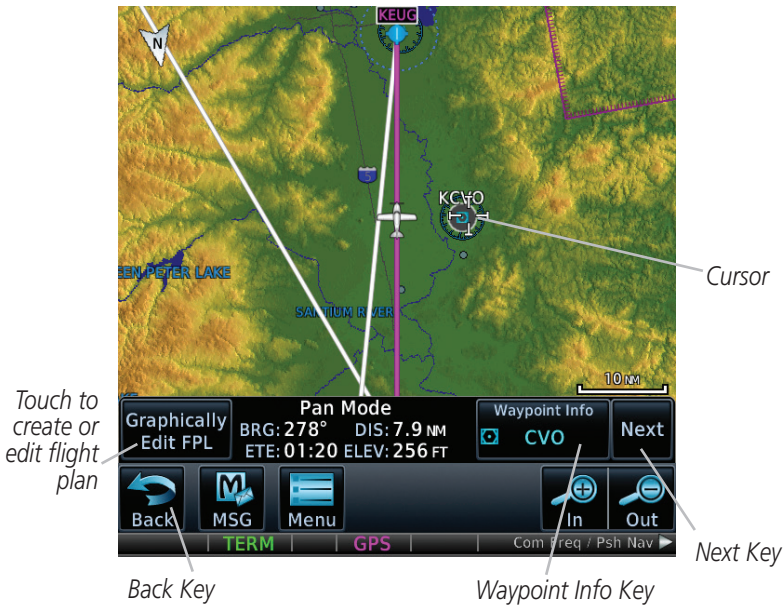 KEUG
N
5
KCVO
EEN PETER LAKE
SANTIUM RIVER
Cursor
10 NM
Touch to
create or
edit flight
plan
Graphically
Edit FPL
Pan Mode
BRG: 278° DIS: 7.9 NM
ETE: 01:20 ELEV: 256 FT
Waypoint Info
CVO
Next
Back
MSG
Menu
In
Out
TERM
GPS
Com Freq / Psh Nav
Next Key
Back Key
Waypoint Info Key